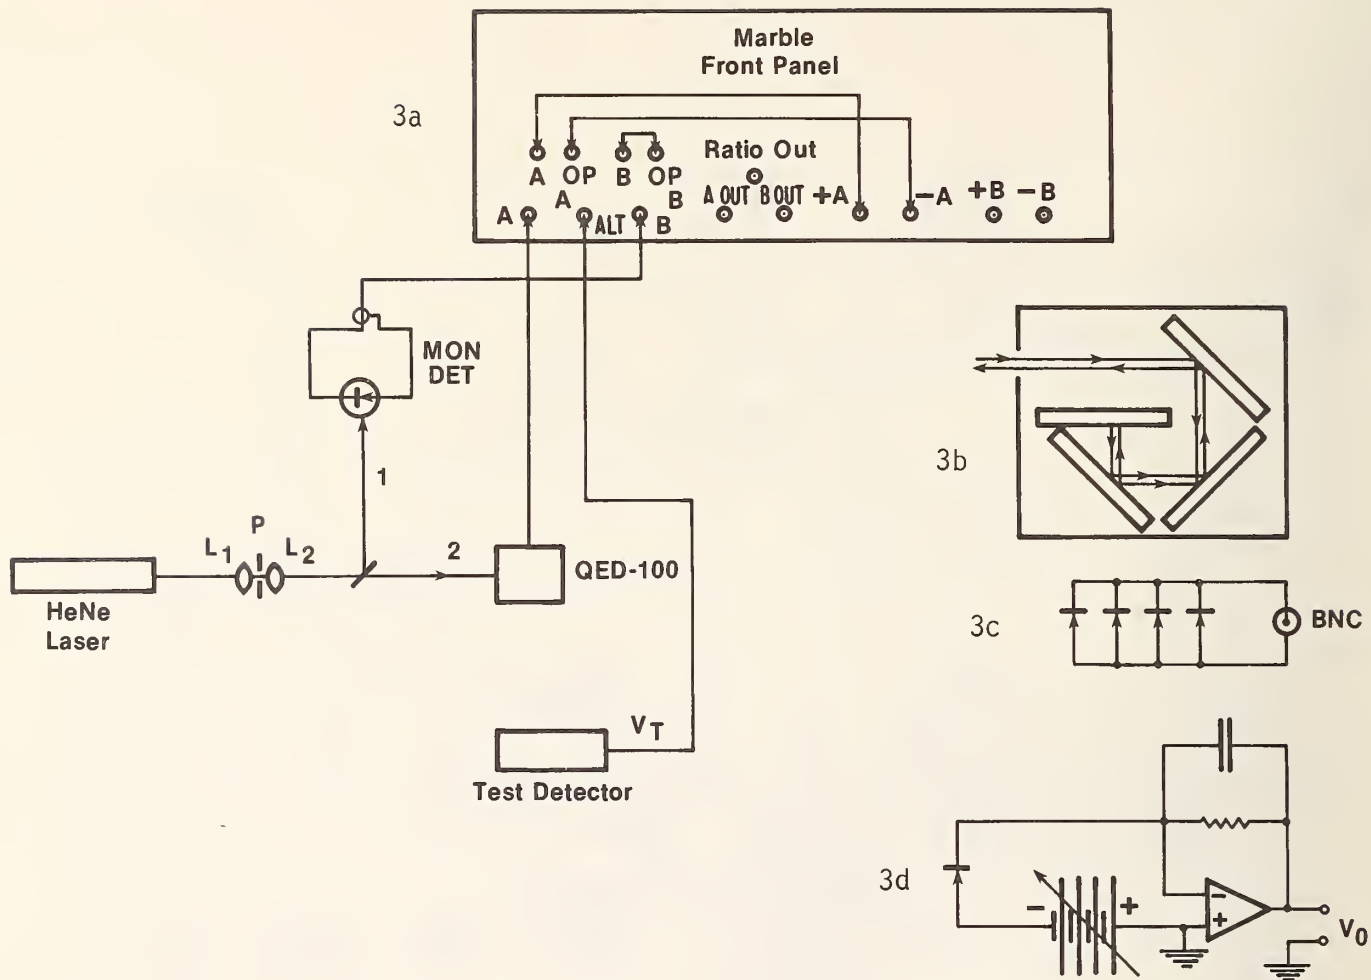 3a
Marble
Front Panel
A OP B OP
A B
Ratio Out
A OUT B OUT +A -A +B -B
A ALT B
MON
DET
1
P
L1 L2
2
QED-100
HeNe
Laser
VT
Test Detector
3b
3c
BNC
3d
- +
-
+
V0